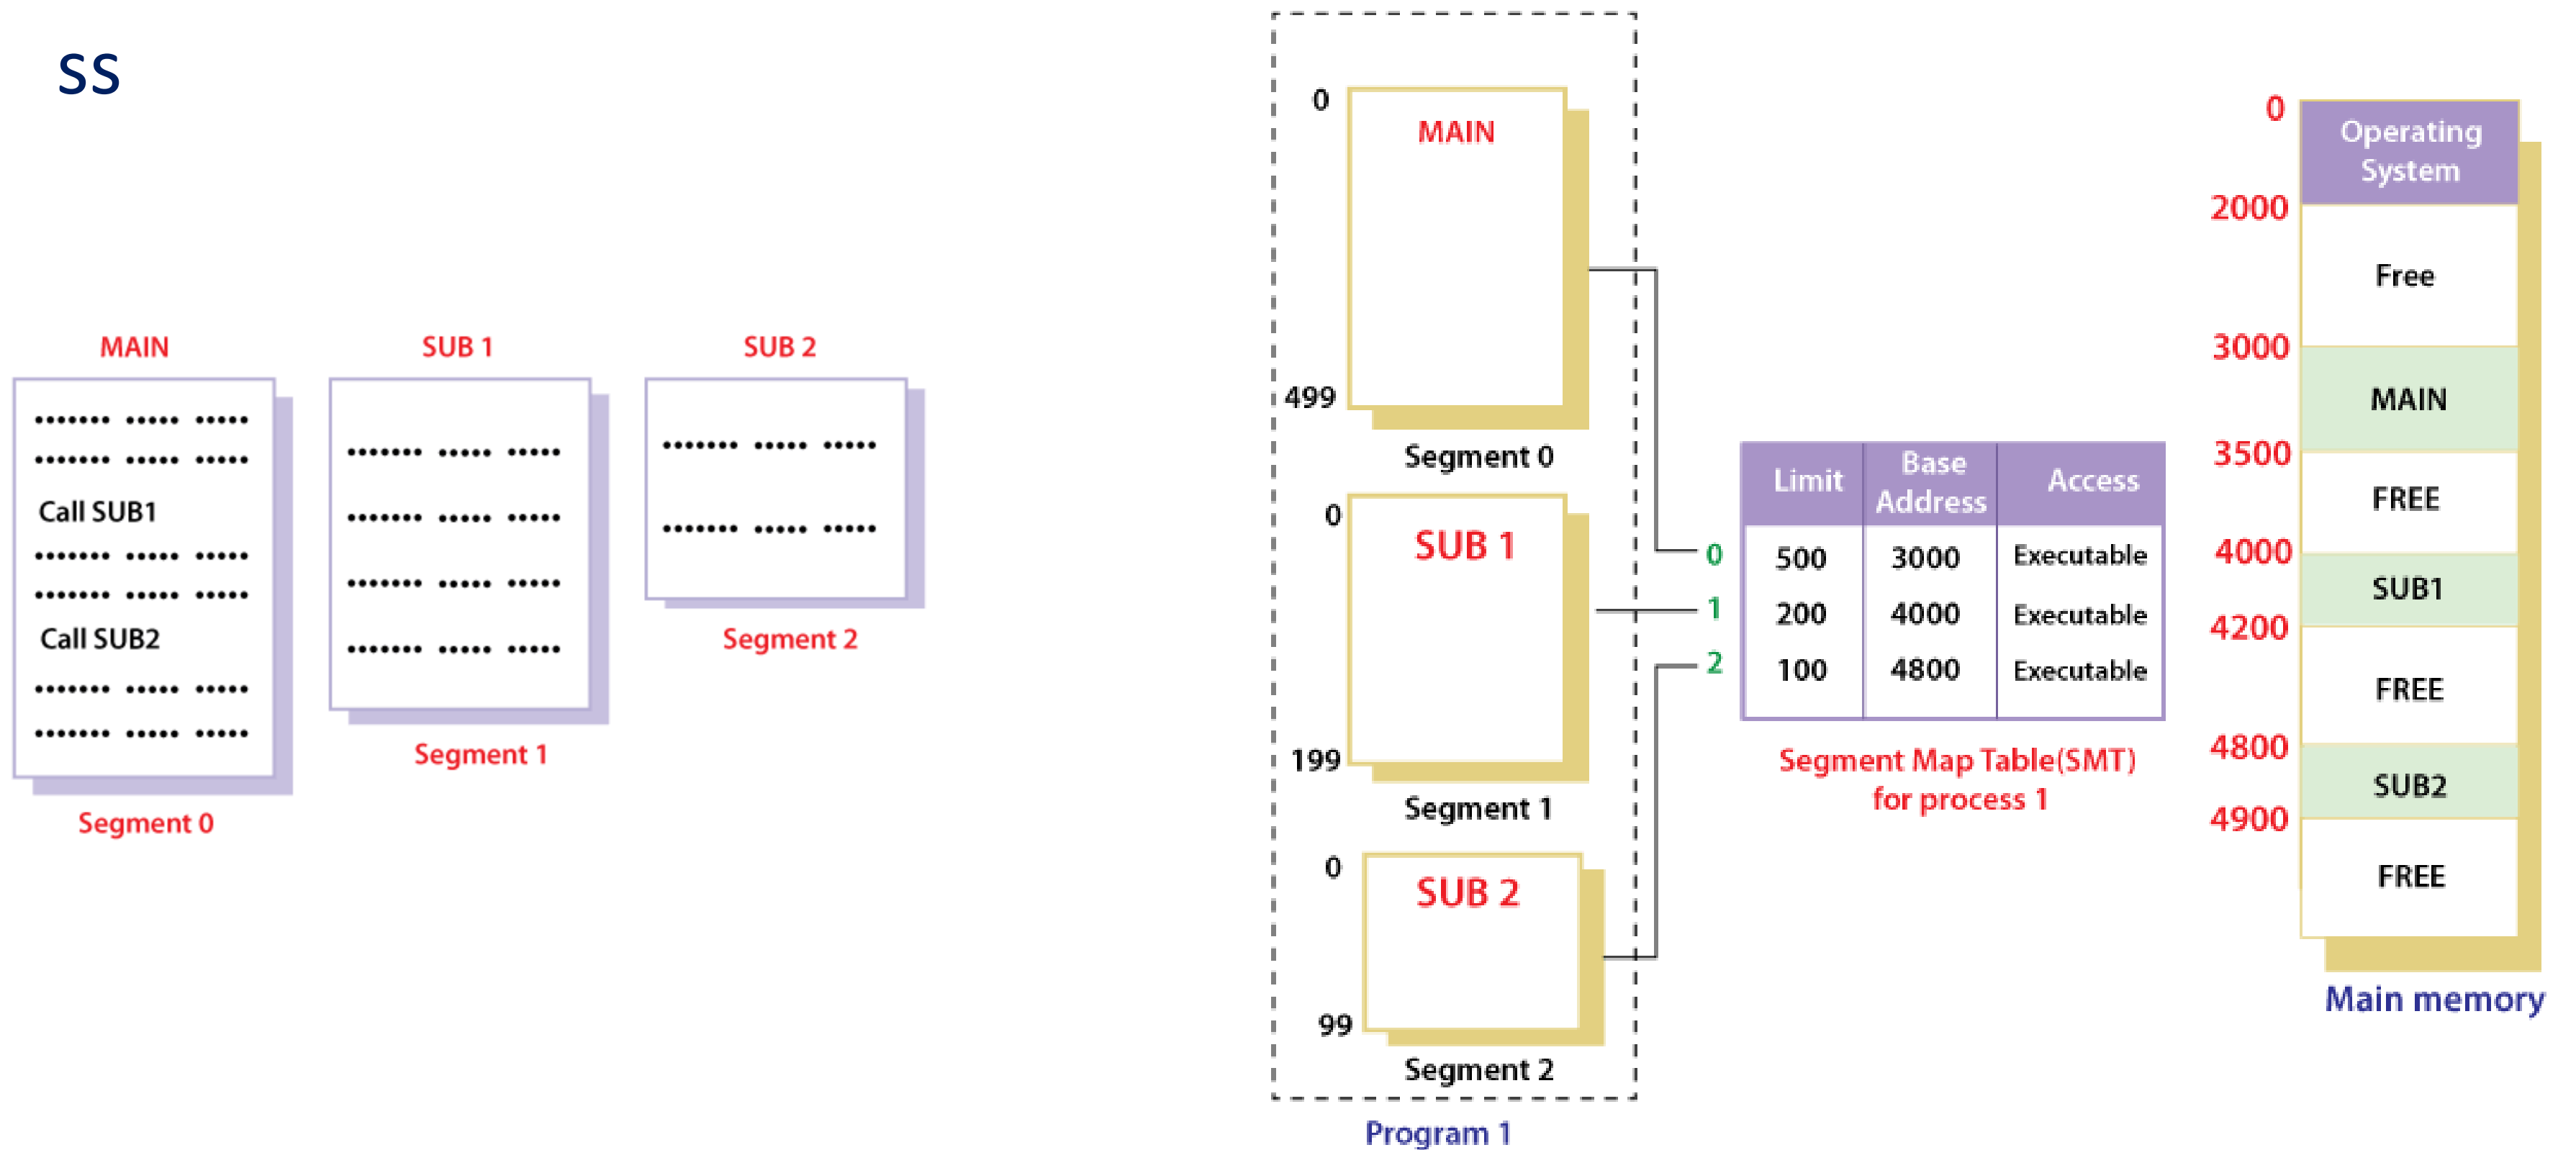 ss
MAIN
....... ..... .....
....... ..... .....
Call SUB1
....... ..... .....
....... ..... .....
Call SUB2
....... ..... .....
....... ..... .....
Segment 0
SUB 1
....... ..... .....
....... ..... .....
....... ..... .....
....... ..... .....
Segment 1
SUB 2
....... ..... .....
....... ..... .....
Segment 2
0
MAIN
499
Segment 0
0
SUB 1
199
Segment 1
0
SUB 2
99
Segment 2
Program 1
Limit
Base
Address
Access
0 500 3000 Executable
1 200 4000 Executable
2 100 4800 Executable
Segment Map Table(SMT)
for process 1
0
Operating
System
2000
Free
3000
MAIN
3500
FREE
4000
SUB1
4200
FREE
4800
SUB2
4900
FREE
Main memory